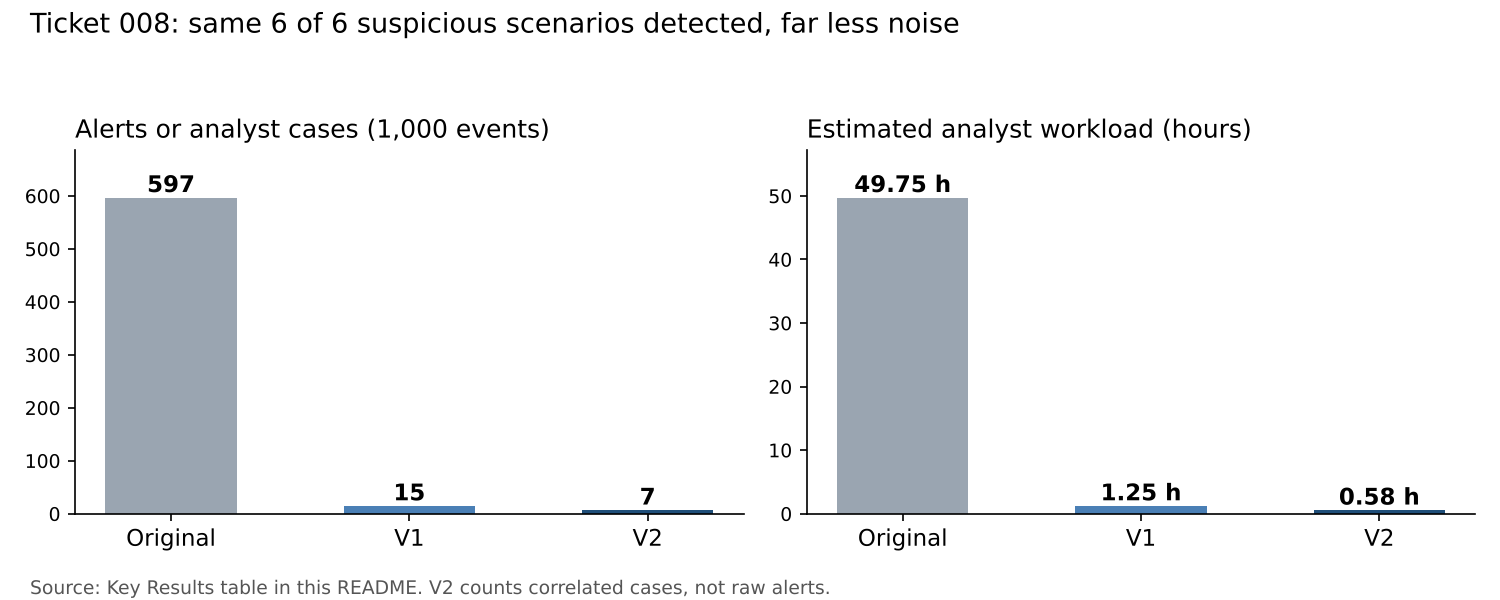 Ticket 008: same 6 of 6 suspicious scenarios detected, far less noise
Alerts or analyst cases (1,000 events)
597
600
500
400
300
200
100
0
15
7
Original
V1
V2
Estimated analyst workload (hours)
49.75 h
50
40
30
20
10
0
1.25 h
0.58 h
Original
V1
V2
Source: Key Results table in this README. V2 counts correlated cases, not raw alerts.